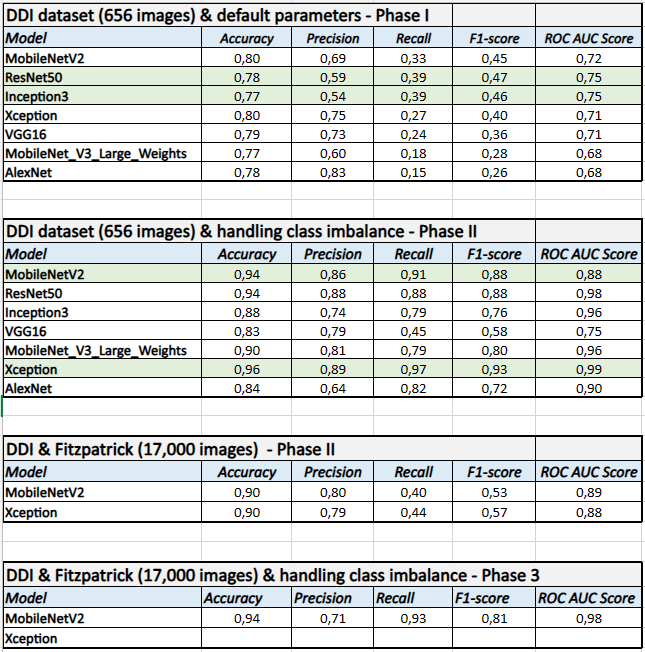 DDI dataset (656 images) & default parameters - Phase I
Model Accuracy Precision Recall F1-score ROC AUC Score
MobileNetV2 0,80 0,69 0,33 0,45 0,72
ResNet50 0,78 0,59 0,39 0,47 0,75
Inception3 0,77 0,54 0,39 0,46 0,75
Xception 0,80 0,75 0,27 0,40 0,71
VGG16 0,79 0,73 0,24 0,36 0,71
MobileNet_V3_Large_Weights 0,77 0,60 0,18 0,28 0,68
AlexNet 0,78 0,83 0,15 0,26 0,68
DDI dataset (656 images) & handling class imbalance - Phase II
Model Accuracy Precision Recall F1-score ROC AUC Score
MobileNetV2 0,94 0,86 0,91 0,88 0,88
ResNet50 0,94 0,88 0,88 0,88 0,98
Inception3 0,88 0,74 0,79 0,76 0,96
VGG16 0,83 0,79 0,45 0,58 0,75
MobileNet_V3_Large_Weights 0,90 0,81 0,79 0,80 0,96
Xception 0,96 0,89 0,97 0,93 0,99
AlexNet 0,84 0,64 0,82 0,72 0,90
DDI & Fitzpatrick (17,000 images) - Phase II
Model Accuracy Precision Recall F1-score ROC AUC Score
MobileNetV2 0,90 0,80 0,40 0,53 0,89
Xception 0,90 0,79 0,44 0,57 0,88
DDI & Fitzpatrick (17,000 images) & handling class imbalance - Phase 3
Model Accuracy Precision Recall F1-score ROC AUC Score
MobileNetV2 0,94 0,71 0,93 0,81 0,98
Xception